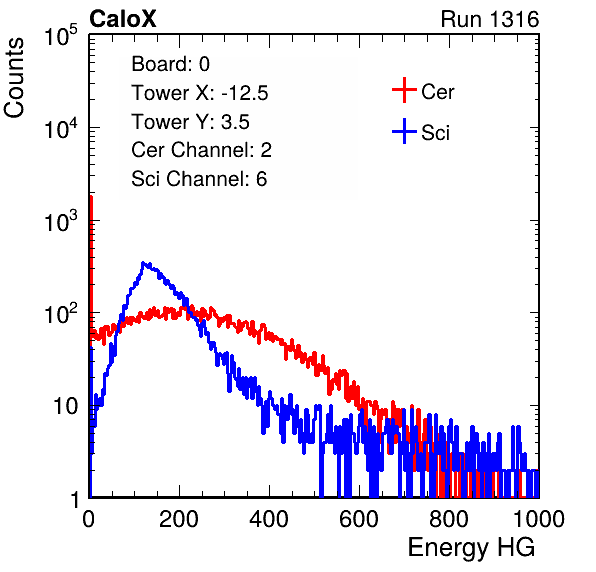 CaloX Run 1316
Counts
Board: 0
Tower X: -12.5
Tower Y: 3.5
Cer Channel: 2
Sci Channel: 6
Cer
Sci
10^5
10^4
10^3
10^2
10
1
0 200 400 600 800 1000
Energy HG